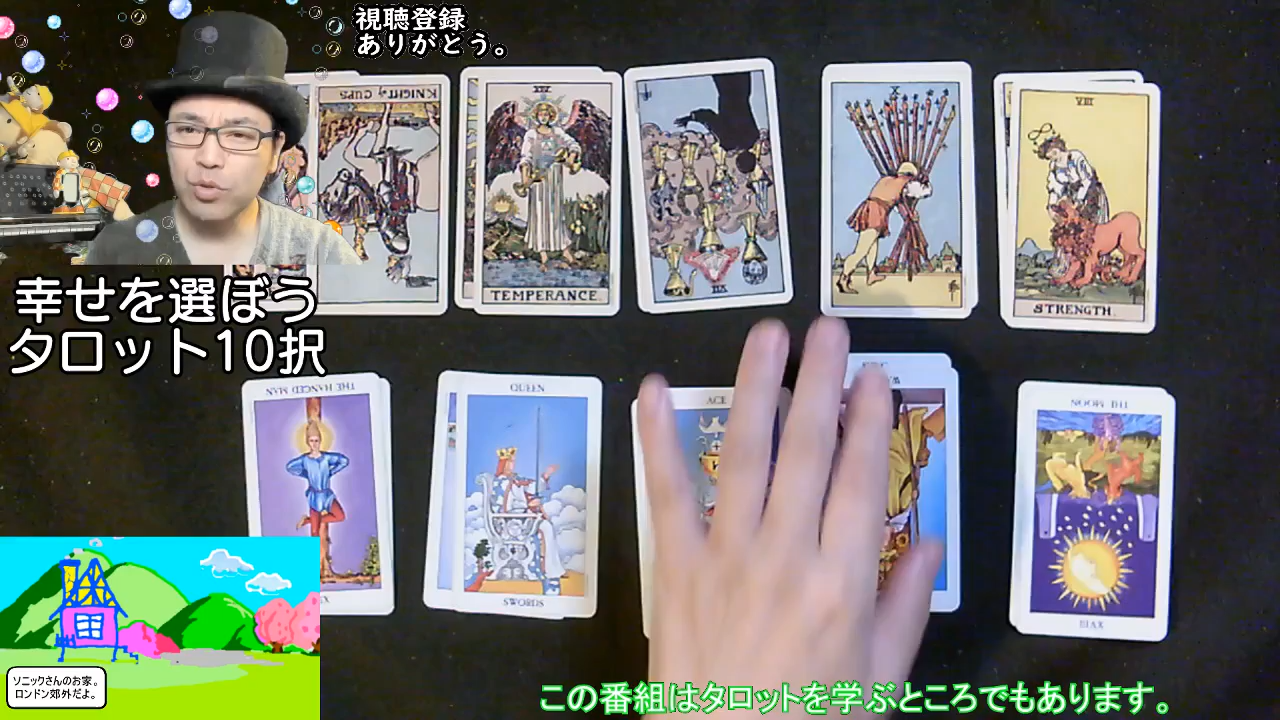 視聴登録
ありがとう。
KNIGHT of CUPS.
XIV
TEMPERANCE.
VII
X
VIII
STRENGTH.
幸せを選ぼう
タロット10択
THE HANGED MAN
QUEEN
SWORDS
ACE
THE MOON
XVIII
ソニックさんのお家。
ロンドン郊外だよ。
この番組はタロットを学ぶところでもあります。